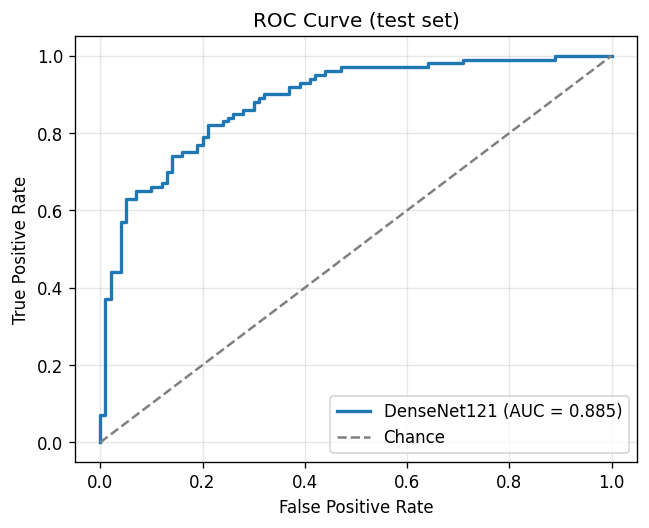 ROC Curve (test set)
True Positive Rate
1.0
0.8
0.6
0.4
0.2
0.0
DenseNet121 (AUC = 0.885)
Chance
0.0 0.2 0.4 0.6 0.8 1.0
False Positive Rate